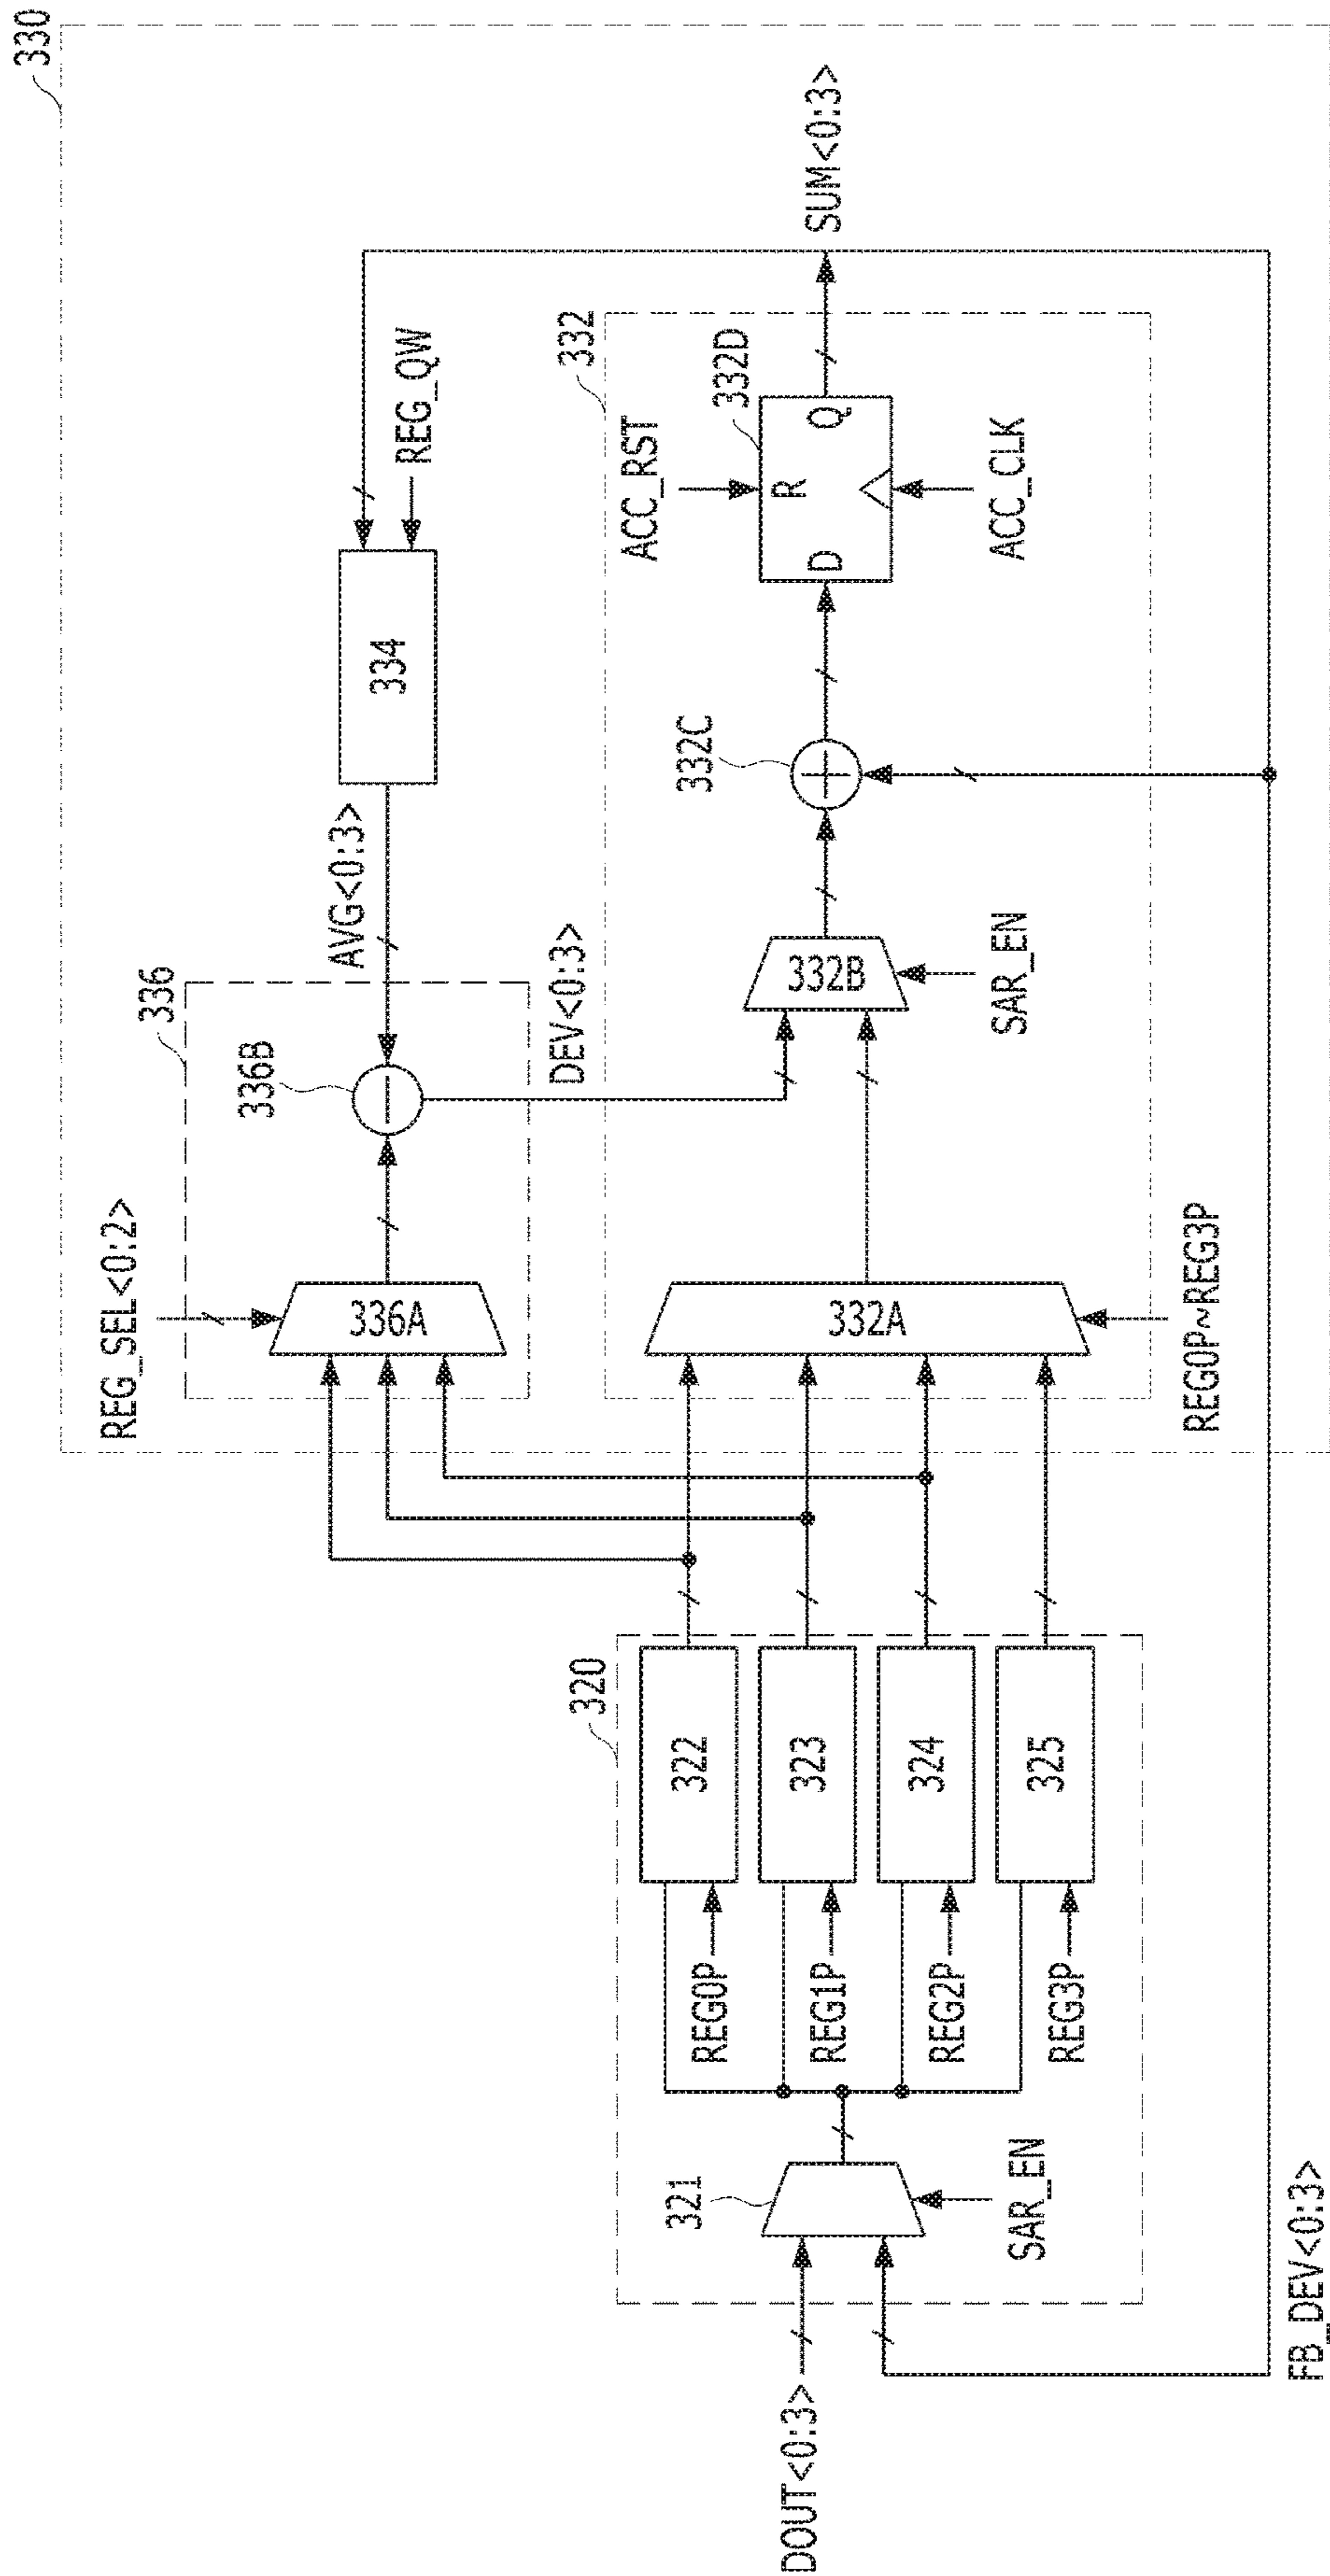 330
REG_SEL<0:2>
336
336A
336B
AVG<0:3>
334
REG_QW
DEV<0:3>
320
322
323
324
325
REG0P
REG1P
REG2P
REG3P
321
SAR_EN
DOUT<0:3>
FB_DEV<0:3>
332
332A
REG0P~REG3P
332B
SAR_EN
332C
332D
ACC_RST
D
R
Q
ACC_CLK
SUM<0:3>